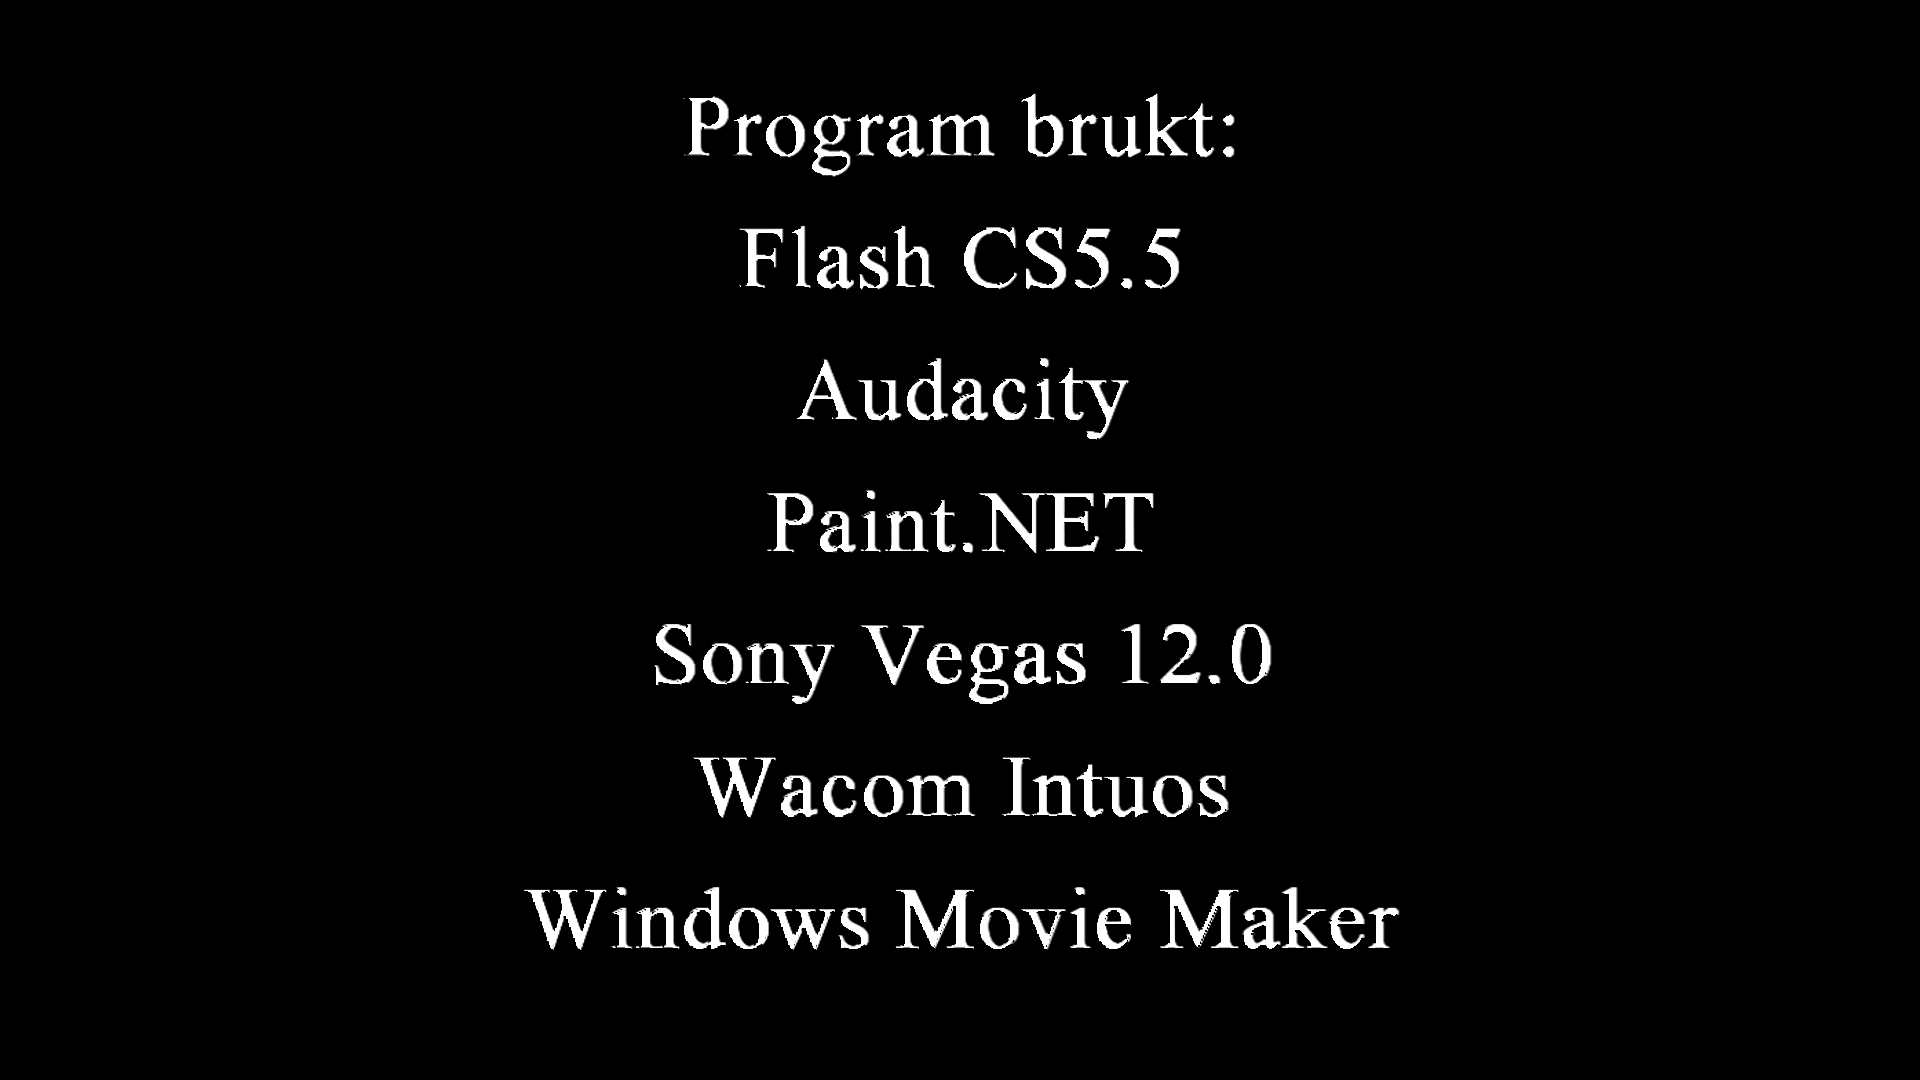 Program brukt:
Flash CS5.5
Audacity
Paint.NET
Sony Vegas 12.0
Wacom Intuos
Windows Movie Maker